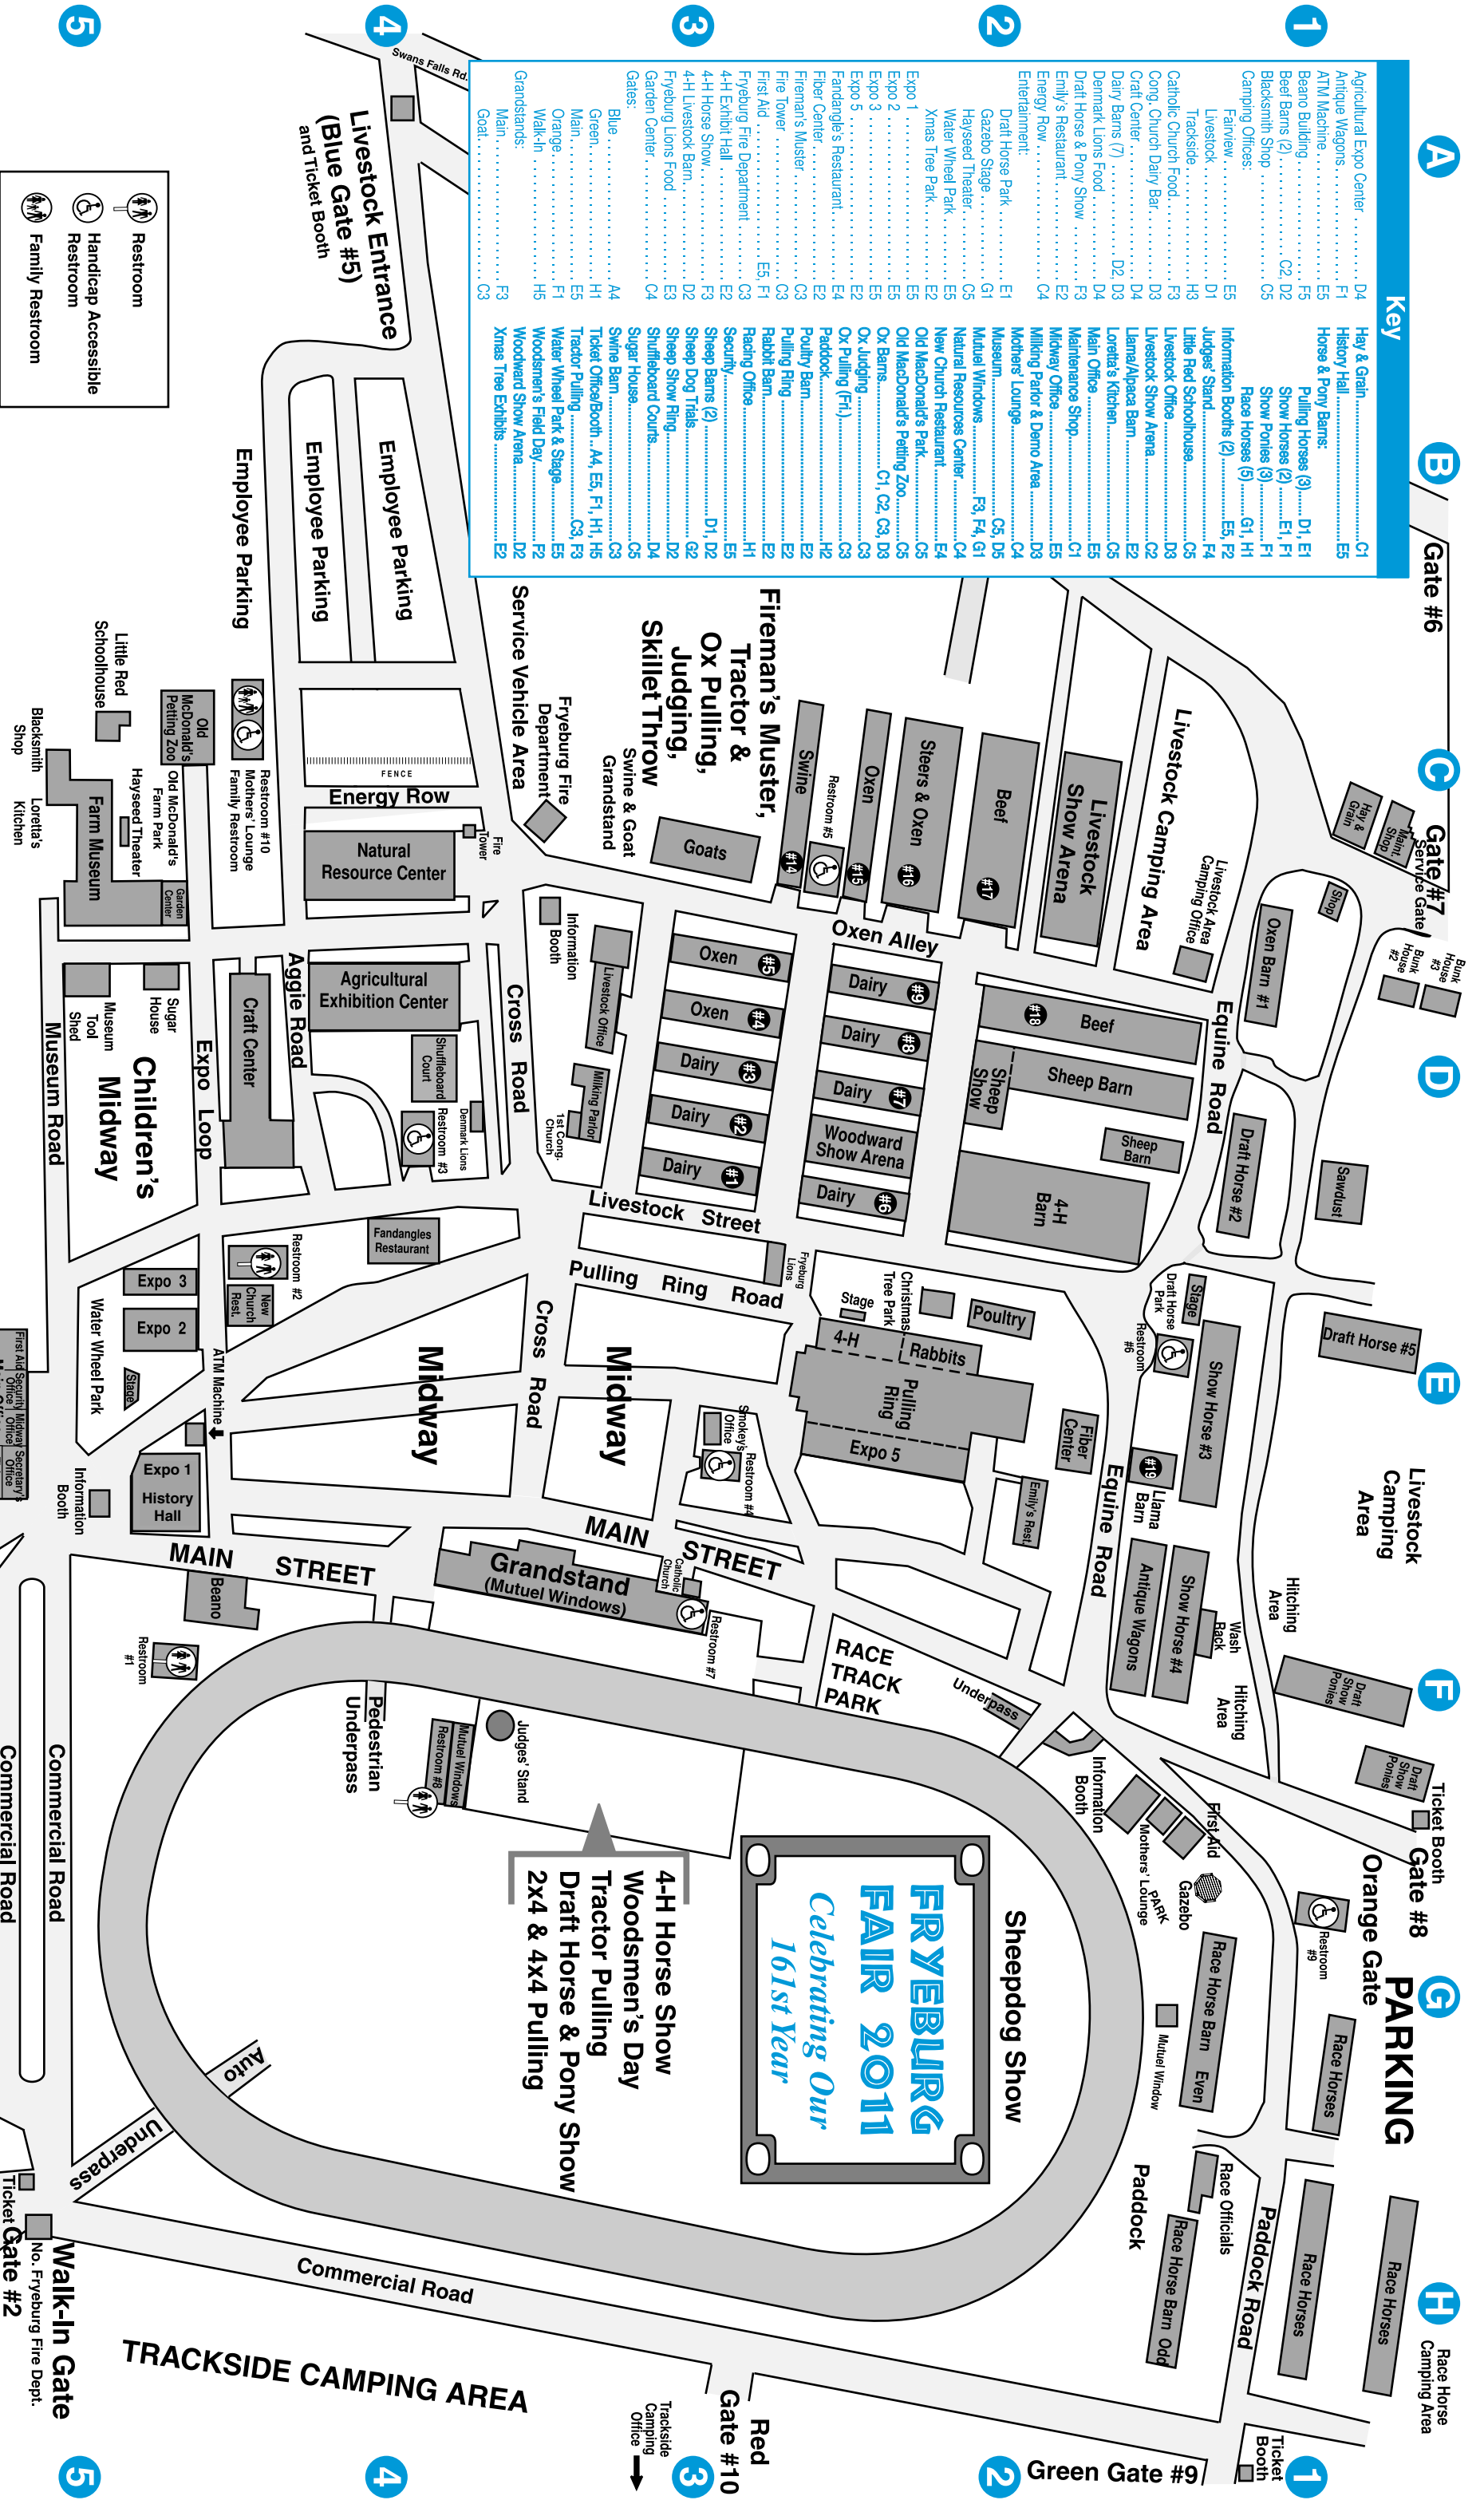 Key
Agricultural Expo Center . . . . . . . D4
Antique Wagons . . . . . . . . . . . F1
ATM Machine . . . . . . . . . . . . E5
Beano Building . . . . . . . . . . . F5
Beef Barns (2) . . . . . . . . . C2, D2
Blacksmith Shop . . . . . . . . . . C5
Camping Offices:
Fairview . . . . . . . . . . . . . E5
Livestock . . . . . . . . . . . . D1
Trackside . . . . . . . . . . . . H3
Catholic Church Food . . . . . . . . F3
Cong. Church Dairy Bar . . . . . . . D3
Craft Center . . . . . . . . . . . . D4
Dairy Barns (7) . . . . . . . . . D2, D3
Denmark Lions Food . . . . . . . . . D4
Draft Horse & Pony Show . . . . . . . F3
Emily's Restaurant . . . . . . . . . E2
Energy Row . . . . . . . . . . . . C4
Entertainment:
Draft Horse Park . . . . . . . . . E1
Gazebo Stage . . . . . . . . . . . G1
Hayseed Theater . . . . . . . . . C5
Water Wheel Park . . . . . . . . . E5
Xmas Tree Park . . . . . . . . . . E2
Expo 1 . . . . . . . . . . . . . . E5
Expo 2 . . . . . . . . . . . . . . E5
Expo 3 . . . . . . . . . . . . . . E5
Expo 5 . . . . . . . . . . . . . . E2
Fandangle's Restaurant . . . . . . . E4
Fiber Center . . . . . . . . . . . . E2
Fireman's Muster . . . . . . . . . . C3
Fire Tower . . . . . . . . . . . . . C3
First Aid . . . . . . . . . . . . E5, F1
Fryeburg Fire Department . . . . . . C3
4-H Exhibit Hall . . . . . . . . . . E2
4-H Horse Show . . . . . . . . . . . F3
4-H Livestock Barn . . . . . . . . . D2
Fryeburg Lions Food . . . . . . . . . E3
Garden Center . . . . . . . . . . . C4
Gates:
Blue . . . . . . . . . . . . . . A4
Green . . . . . . . . . . . . . . H1
Main . . . . . . . . . . . . . . E5
Orange . . . . . . . . . . . . . F1
Walk-In . . . . . . . . . . . . . H5
Grandstands:
Main . . . . . . . . . . . . . . F3
Goat . . . . . . . . . . . . . . C3
Hay & Grain..........C1
History Hall..........E5
Horse & Pony Barns:
Pulling Horses (3)..... D1, E1
Show Horses (2).....E1, F1
Show Ponies (3)..........F1
Race Horses (5)..... G1, H1
Information Booths (2).....E5, F2
Judges' Stand..........F4
Little Red Schoolhouse..........C5
Livestock Office..........D3
Livestock Show Arena..........C2
Llama/Alpaca Barn..........E2
Loretta's Kitchen..........C5
Main Office..........E5
Maintenance Shop..........C1
Midway Office..........E5
Milking Parlor & Demo Area .....D3
Mothers' Lounge..........C4
Museum..........C5, D5
Mutuel Windows..... F3, F4, G1
Natural Resources Center..........C4
New Church Restaurant..........E4
Old MacDonald's Park..........C5
Old MacDonald's Petting Zoo.....C5
Ox Barns..........C1, C2, C3, D3
Ox Judging..........C3
Ox Pulling (Fri.)..........C3
Paddock..........H2
Poultry Barn..........E2
Pulling Ring..........E2
Rabbit Barn..........E2
Racing Office..........H1
Security..........E5
Sheep Barns (2)..........D1, D2
Sheep Dog Trials..........G2
Sheep Show Ring..........D2
Shuffleboard Courts..........D4
Sugar House..........C5
Swine Barn..........C3
Ticket Office/Booth..A4, E5, F1, H1, H5
Tractor Pulling..........C3, F3
Water Wheel Park & Stage..........E5
Woodsmen's Field Day..........F2
Woodward Show Arena..........D2
Xmas Tree Exhibits..........E2
A
B
C
D
E
F
G
H
1
2
3
4
5
1
2
3
4
5
Restroom
Handicap Accessible
Restroom
Family Restroom
Swans Falls Rd.
Livestock Entrance
(Blue Gate #5)
and Ticket Booth
Employee Parking
Employee Parking
Employee Parking
Service Vehicle Area
Gate #6
Gate #7
Service Gate
Hay &
Grain
Maint.
Shop
Shop
Bunk
House
#2
Bunk
House
#3
Livestock Camping Area
Livestock Area
Camping Office
Livestock
Show Arena
Beef
#17
Steers & Oxen
#16
Oxen
#15
Restroom #5
Swine
#14
Fireman's Muster,
Tractor &
Ox Pulling,
Judging,
Skillet Throw
Swine & Goat
Grandstand
Goats
Fryeburg Fire
Department
Fire
Tower
FENCE
Energy Row
Natural
Resource Center
Restroom #10
Mothers' Lounge
Family Restroom
Old
McDonald's
Petting Zoo
Old McDonald's
Farm Park
Little Red
Schoolhouse
Hayseed Theater
Blacksmith
Shop
Loretta's
Kitchen
Farm Museum
Garden
Center
Oxen Alley
Oxen Barn #1
Equine Road
Draft Horse #2
Sawdust
Beef
#18
Sheep Barn
Sheep
Show
Sheep
Barn
4-H
Barn
Dairy #9
Dairy #8
Dairy #7
Woodward
Show Arena
Dairy #6
Oxen #5
Oxen #4
Dairy #3
Dairy #2
Dairy #1
Livestock Street
Information
Booth
Livestock Office
Milking Parlor
1st Cong.
Church
Cross Road
Agricultural
Exhibition Center
Shuffleboard
Court
Denmark Lions
Restroom #3
Aggie Road
Craft Center
Expo Loop
Sugar
House
Museum
Tool
Shed
Children's
Midway
Museum Road
Draft Horse #5
Stage
Draft Horse
Park
Restroom
#6
Show Horse #3
Equine Road
#19
Llama
Barn
Fiber
Center
Poultry
Christmas
Tree Park
Stage
4-H
Rabbits
Pulling
Ring
Expo 5
Emily's Rest.
Fryeburg
Lions
Pulling Ring Road
Midway
Cross Road
Midway
Smokey's
Office
Restroom #4
Fandangles
Restaurant
Restroom #2
New
Church
Rest.
Expo 3
Expo 2
Water Wheel Park
Stage
ATM Machine
Expo 1
History
Hall
Information
Booth
First Aid
Security
Office
Midway
Office
Secretary's
Livestock
Camping
Area
Hitching
Area
Wash
Rack
Show Horse #4
Antique Wagons
Hitching
Area
Draft
Show
Ponies
Draft
Show
Ponies
Ticket Booth
Gate #8
Orange Gate
PARKING
MAIN STREET
MAIN STREET
Grandstand
(Mutuel Windows)
Catholic
Church
Restroom #7
RACE
TRACK
PARK
Underpass
Beano
Restroom
#1
Pedestrian
Underpass
Mutuel Windows
Restroom #8
Judges' Stand
Information
Booth
First Aid
Mothers' Lounge
PARK
Gazebo
Restroom
#9
Race Horse Barn Even
Mutuel Window
Race Horses
Sheepdog Show
FRYEBURG
FAIR 2011
Celebrating Our
161st Year
4-H Horse Show
Woodsmen's Day
Tractor Pulling
Draft Horse & Pony Show
2x4 & 4x4 Pulling
Auto
Underpass
Commercial Road
Commercial Road
Commercial Road
Paddock
Race Officials
Race Horse Barn Odd
Paddock Road
Race Horses
Race Horses
Race Horse
Camping Area
Ticket
Booth
Green Gate #9
Red
Gate #10
Trackside
Camping
Office
TRACKSIDE CAMPING AREA
Walk-In Gate
No. Fryeburg Fire Dept.
Gate #2
Ticket